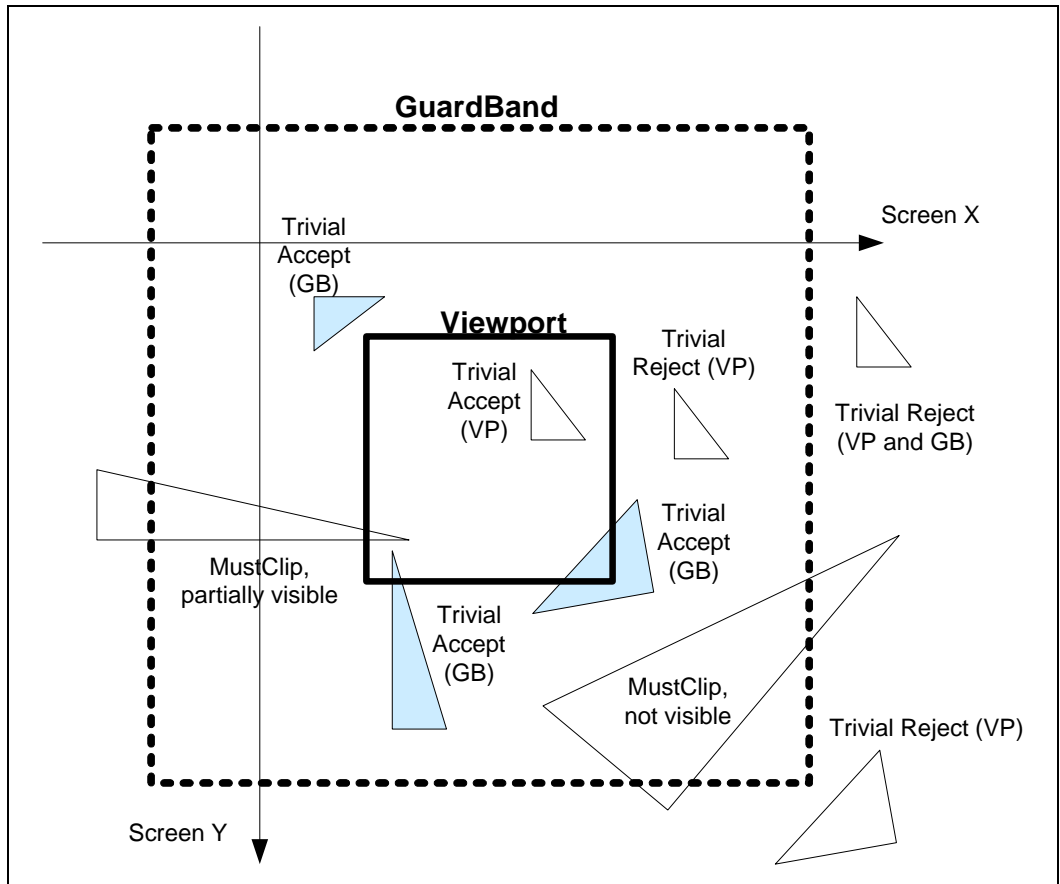 GuardBand
Screen X
Trivial
Accept
(GB)
Viewport
Trivial
Reject (VP)
Trivial
Accept
(VP)
Trivial Reject
(VP and GB)
Trivial
Accept
(GB)
MustClip,
partially visible
Trivial
Accept
(GB)
MustClip,
not visible
Trivial Reject (VP)
Screen Y